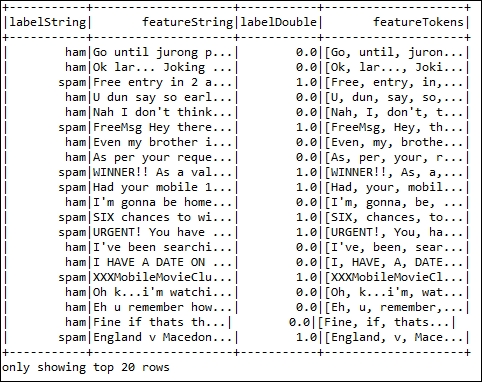 +-----------+--------------------+-----------+--------------------+
|labelString|       featureString|labelDouble|       featureTokens|
+-----------+--------------------+-----------+--------------------+
|        ham|Go until jurong p...|        0.0|[Go, until, juron...|
|        ham|Ok lar... Joking ...|        0.0|[Ok, lar..., Joki...|
|       spam|Free entry in 2 a...|        1.0|[Free, entry, in,...|
|        ham|U dun say so earl...|        0.0|[U, dun, say, so,...|
|        ham|Nah I don't think...|        0.0|[Nah, I, don't, t...|
|       spam|FreeMsg Hey there...|        1.0|[FreeMsg, Hey, th...|
|        ham|Even my brother i...|        0.0|[Even, my, brothe...|
|        ham|As per your reque...|        0.0|[As, per, your, r...|
|       spam|WINNER!! As a val...|        1.0|[WINNER!!, As, a,...|
|       spam|Had your mobile 1...|        1.0|[Had, your, mobil...|
|        ham|I'm gonna be home...|        0.0|[I'm, gonna, be, ...|
|       spam|SIX chances to wi...|        1.0|[SIX, chances, to...|
|       spam|URGENT! You have ...|        1.0|[URGENT!, You, ha...|
|        ham|I've been searchi...|        0.0|[I've, been, sear...|
|        ham|I HAVE A DATE ON ...|        0.0|[I, HAVE, A, DATE...|
|       spam|XXXMobileMovieClu...|        1.0|[XXXMobileMovieCl...|
|        ham|Oh k...i'm watchi...|        0.0|[Oh, k...i'm, wat...|
|        ham|Eh u remember how...|        0.0|[Eh, u, remember,...|
|        ham|Fine if thats th...|        0.0|[Fine, if, thats...|
|       spam|England v Macedon...|        1.0|[England, v, Mace...|
+-----------+--------------------+-----------+--------------------+
only showing top 20 rows